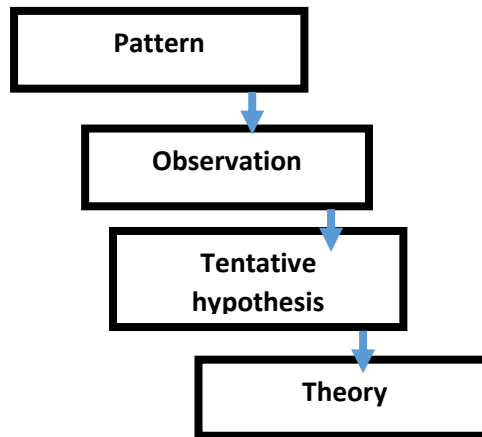 Pattern
Observation
Tentative
hypothesis
Theory